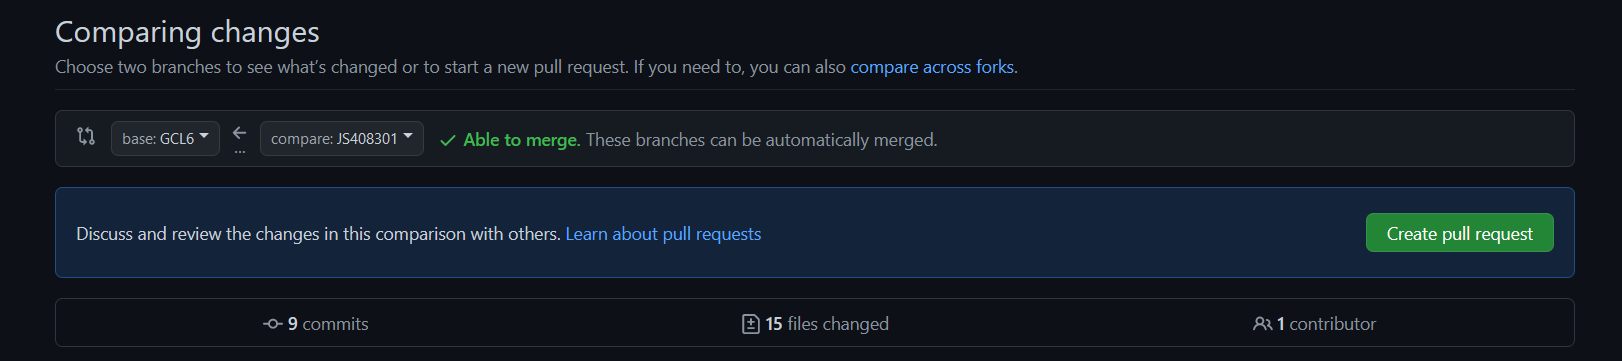 Comparing changes
Choose two branches to see what's changed or to start a new pull request. If you need to, you can also compare across forks.
base: GCL6 ... compare: JS408301 Able to merge. These branches can be automatically merged.
Discuss and review the changes in this comparison with others. Learn about pull requests Create pull request
9 commits 15 files changed 1 contributor